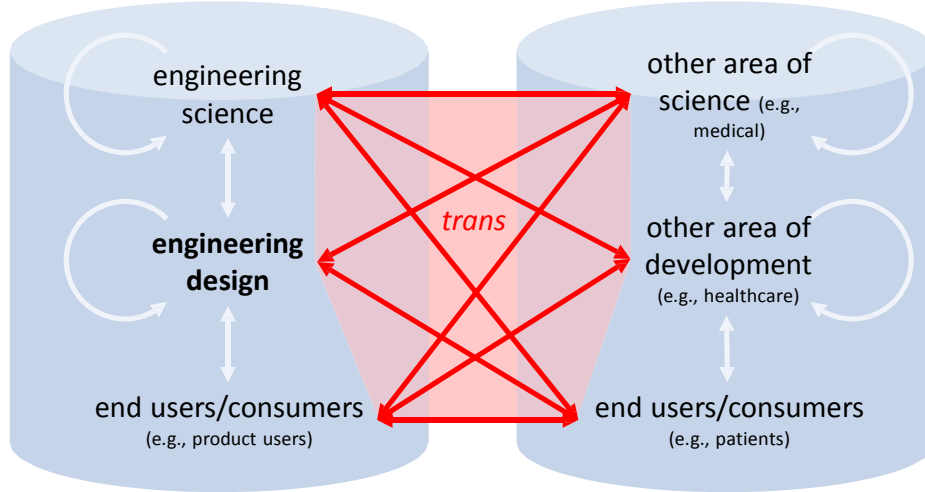 engineering
science
other area of
science (e.g.,
medical)
trans
engineering
design
other area of
development
(e.g., healthcare)
end users/consumers
(e.g., product users)
end users/consumers
(e.g., patients)